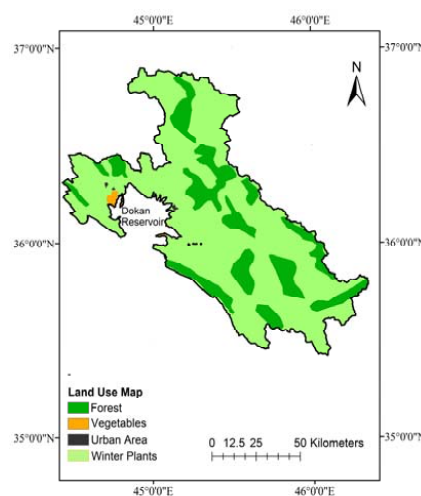 45°0'0"E 46°0'0"E
37°0'0"N 37°0'0"N
N
Dokan
Reservoir
36°0'0"N 36°0'0"N
Land Use Map
Forest
Vegetables
Urban Area
Winter Plants
0 12.5 25 50 Kilometers
35°0'0"N 35°0'0"N
45°0'0"E 46°0'0"E